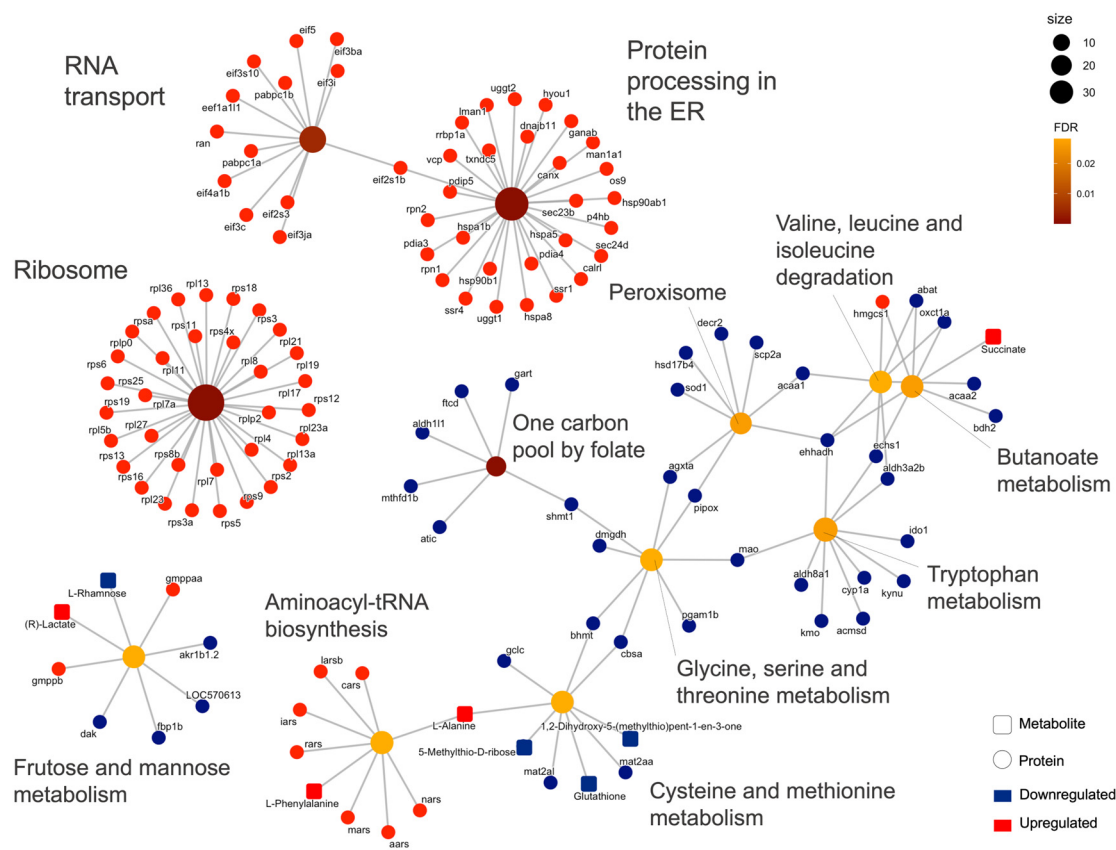 size
10
20
30
FDR
0.02
0.01
RNA
transport
eif5
eif3ba
eif3s10
eif3i
pabpc1b
eef1a1l1
ran
pabpc1a
eif4a1b
eif2s3
eif3c
eif3ja
eif2s1b
Protein
processing in
the ER
uggt2
hyou1
lman1
rrbp1a
dnajb11
ganab
man1a1
vcp
txndc5
canx
os9
pdip5
hsp90ab1
rpn2
sec23b
p4hb
hspa1b
hspa5
sec24d
pdia3
pdia4
calrl
rpn1
hsp90b1
ssr1
ssr4
uggt1
hspa8
Ribosome
rpl36
rpl13
rps18
rpsa
rps11
rps4x
rps3
rplp0
rpl21
rps6
rpl11
rpl8
rpl19
rps25
rpl7a
rpl17
rps19
rplp2
rps12
rpl5b
rpl27
rpl4
rpl23a
rps13
rps8b
rpl13a
rps16
rpl7
rps2
rpl23
rps9
rps3a
rps5
Valine, leucine and
isoleucine
degradation
Peroxisome
decr2
scp2a
hsd17b4
sod1
acaa1
abat
hmgcs1
oxct1a
Succinate
acaa2
bdh2
Butanoate
metabolism
ehhadh
echs1
aldh3a2b
One carbon
pool by folate
gart
ftcd
aldh1l1
mthfd1b
atic
shmt1
agxta
pipox
dmgdh
mao
pgam1b
bhmt
cbsa
Glycine, serine and
threonine metabolism
ido1
aldh8a1
cyp1a
kynu
kmo
acmsd
Tryptophan
metabolism
L-Rhamnose
gmppaa
(R)-Lactate
akr1b1.2
gmppb
LOC570613
dak
fbp1b
Frutose and mannose
metabolism
Aminoacyl-tRNA
biosynthesis
larsb
cars
iars
rars
L-Alanine
L-Phenylalanine
nars
mars
aars
gclc
1,2-Dihydroxy-5-(methylthio)pent-1-en-3-one
5-Methylthio-D-ribose
mat2al
mat2aa
Glutathione
Cysteine and methionine
metabolism
Metabolite
Protein
Downregulated
Upregulated